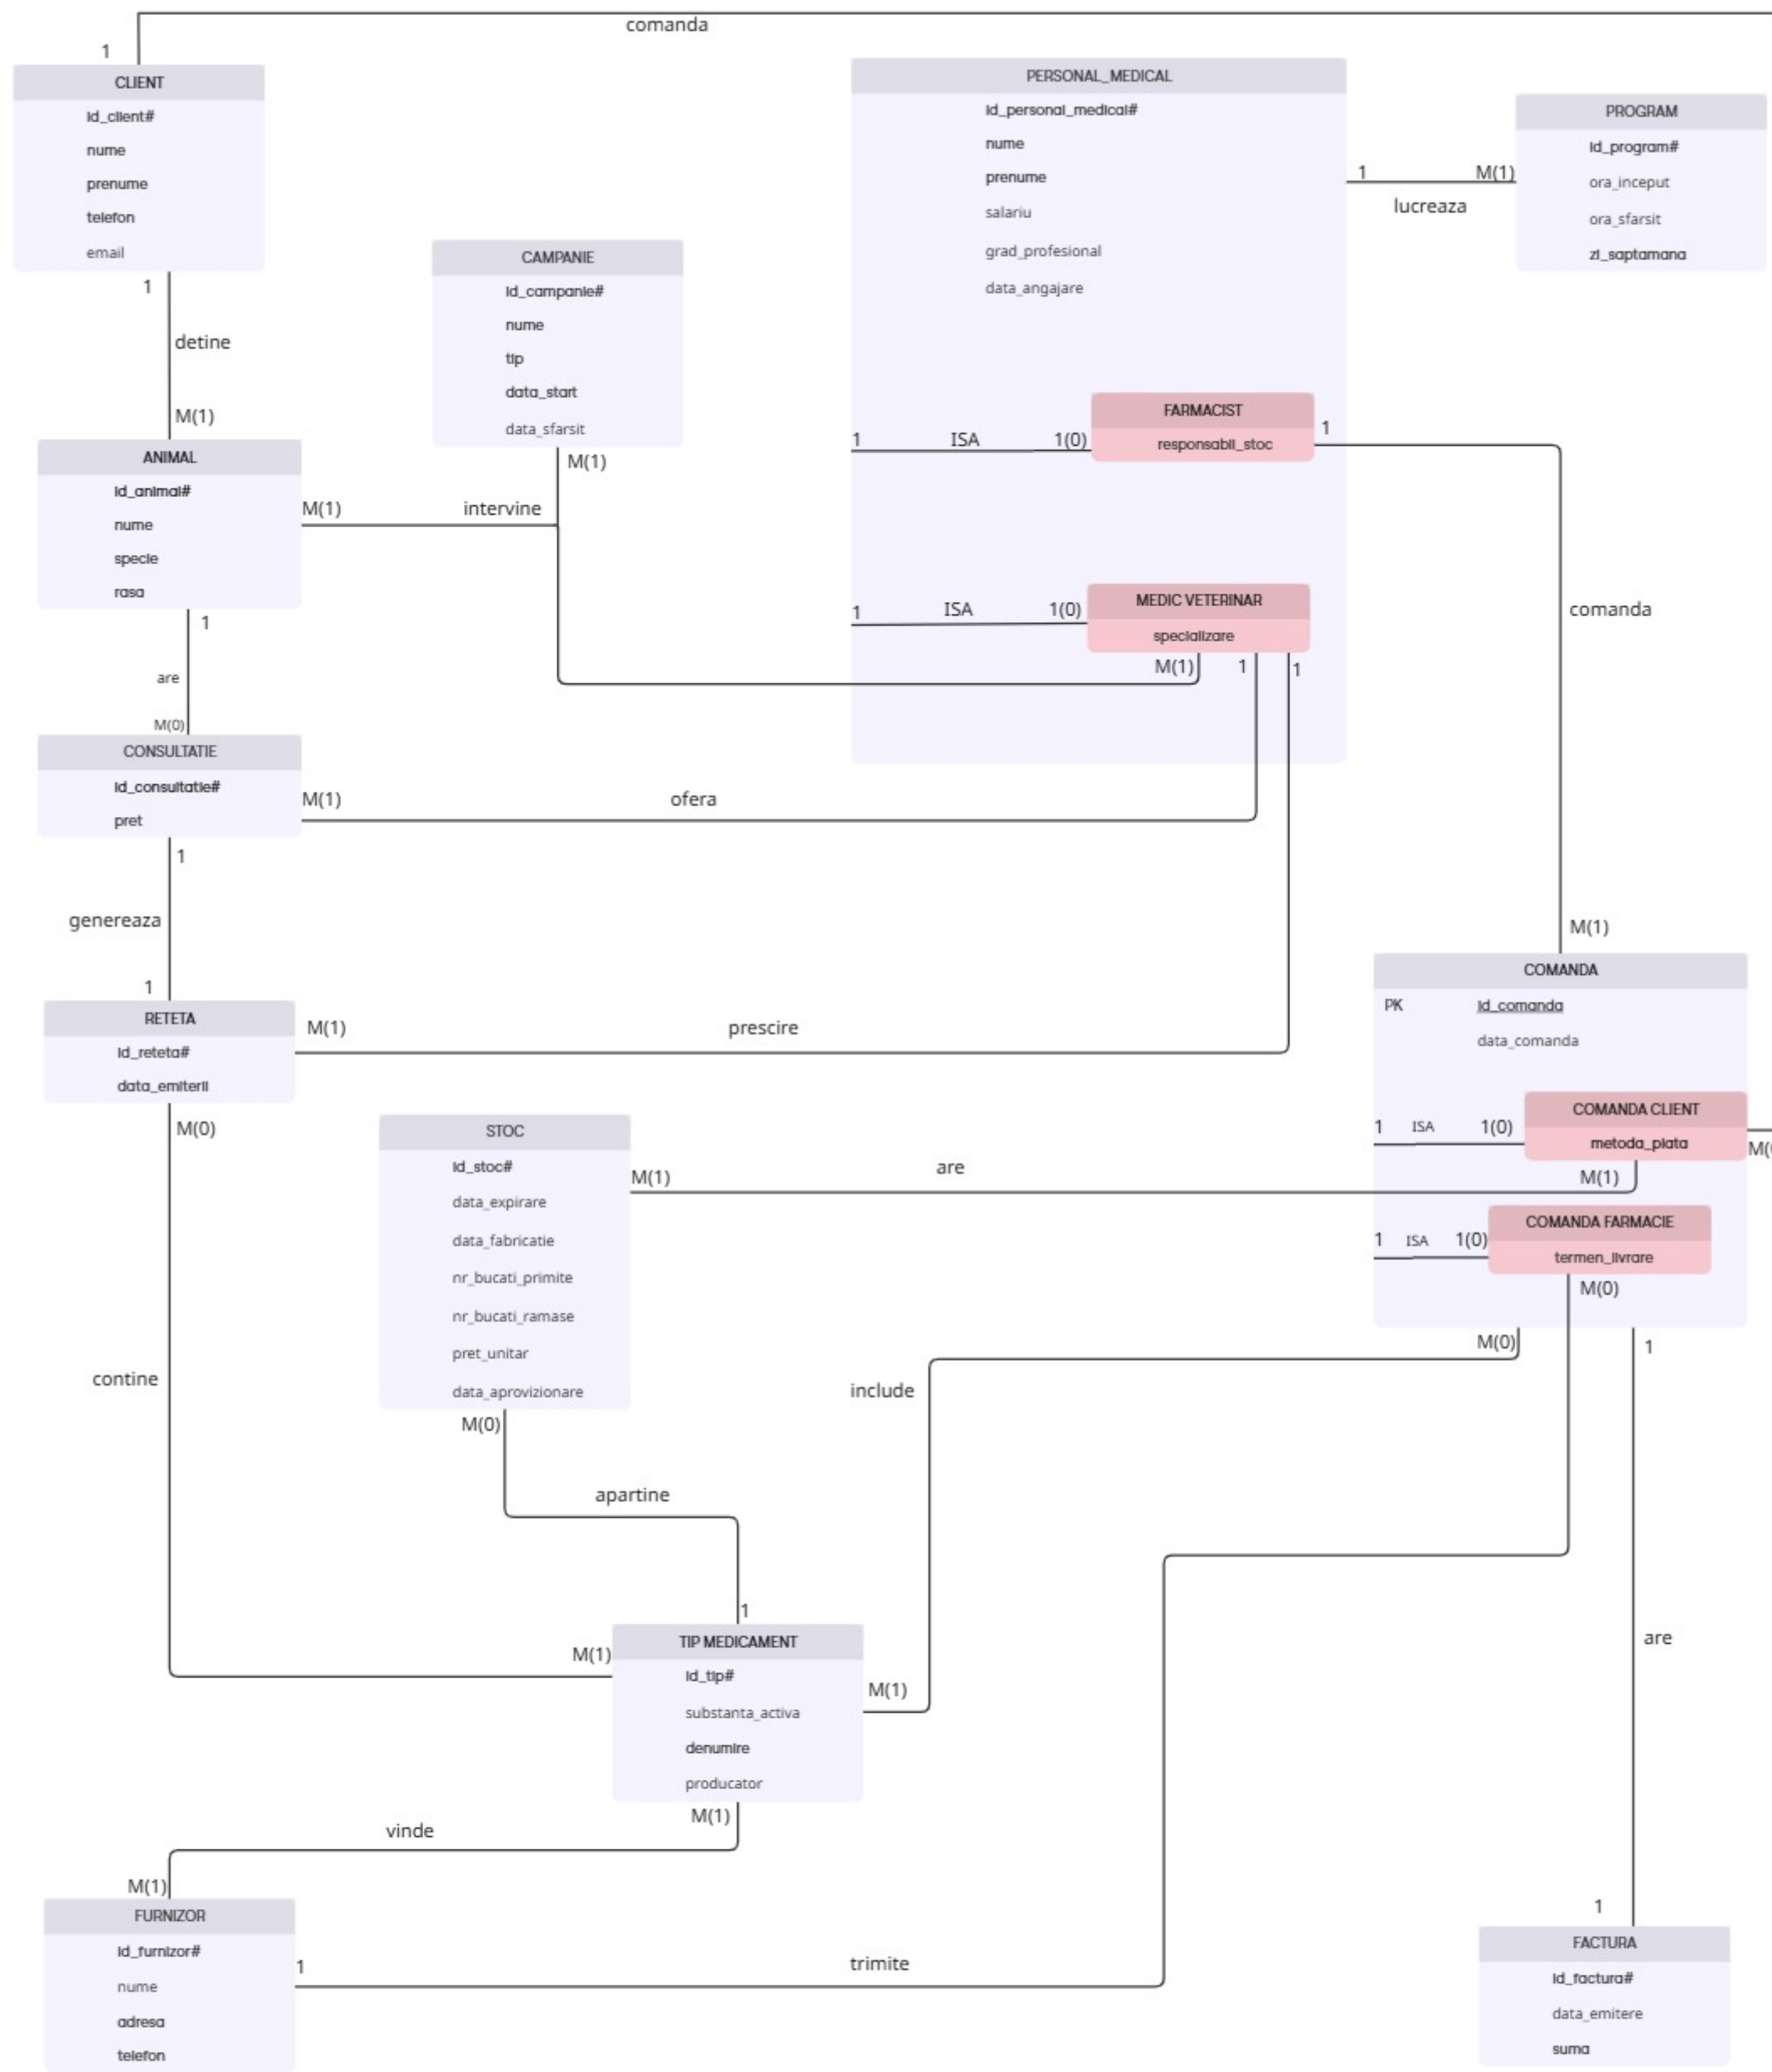 comanda
1
CLIENT
id_client#
nume
prenume
telefon
email
1
detine
M(1)
ANIMAL
id_animal#
nume
specie
rasa
M(1)
intervine
1
are
M(0)
CAMPANIE
id_campanie#
nume
tip
data_start
data_sfarsit
M(1)
PERSONAL_MEDICAL
id_personal_medical#
nume
prenume
salariu
grad_profesional
data_angajare
1
M(1)
lucreaza
PROGRAM
id_program#
ora_inceput
ora_sfarsit
zi_saptamana
1
ISA
1(0)
FARMACIST
responsabil_stoc
1
comanda
M(1)
1
ISA
1(0)
MEDIC VETERINAR
specializare
M(1)
1
1
CONSULTATIE
id_consultatie#
pret
M(1)
ofera
1
genereaza
1
RETETA
id_reteta#
data_emiterii
M(1)
prescire
M(0)
contine
COMANDA
PK
id_comanda
data_comanda
1
ISA
1(0)
COMANDA CLIENT
metoda_plata
M(
M(1)
1
ISA
1(0)
COMANDA FARMACIE
termen_livrare
M(0)
M(0)
1
STOC
id_stoc#
data_expirare
data_fabricatie
nr_bucati_primite
nr_bucati_ramase
pret_unitar
data_aprovizionare
M(1)
are
M(0)
apartine
1
include
TIP MEDICAMENT
id_tip#
substanta_activa
denumire
producator
M(1)
M(1)
M(1)
vinde
M(1)
FURNIZOR
id_furnizor#
nume
adresa
telefon
1
trimite
are
1
FACTURA
id_factura#
data_emitere
suma